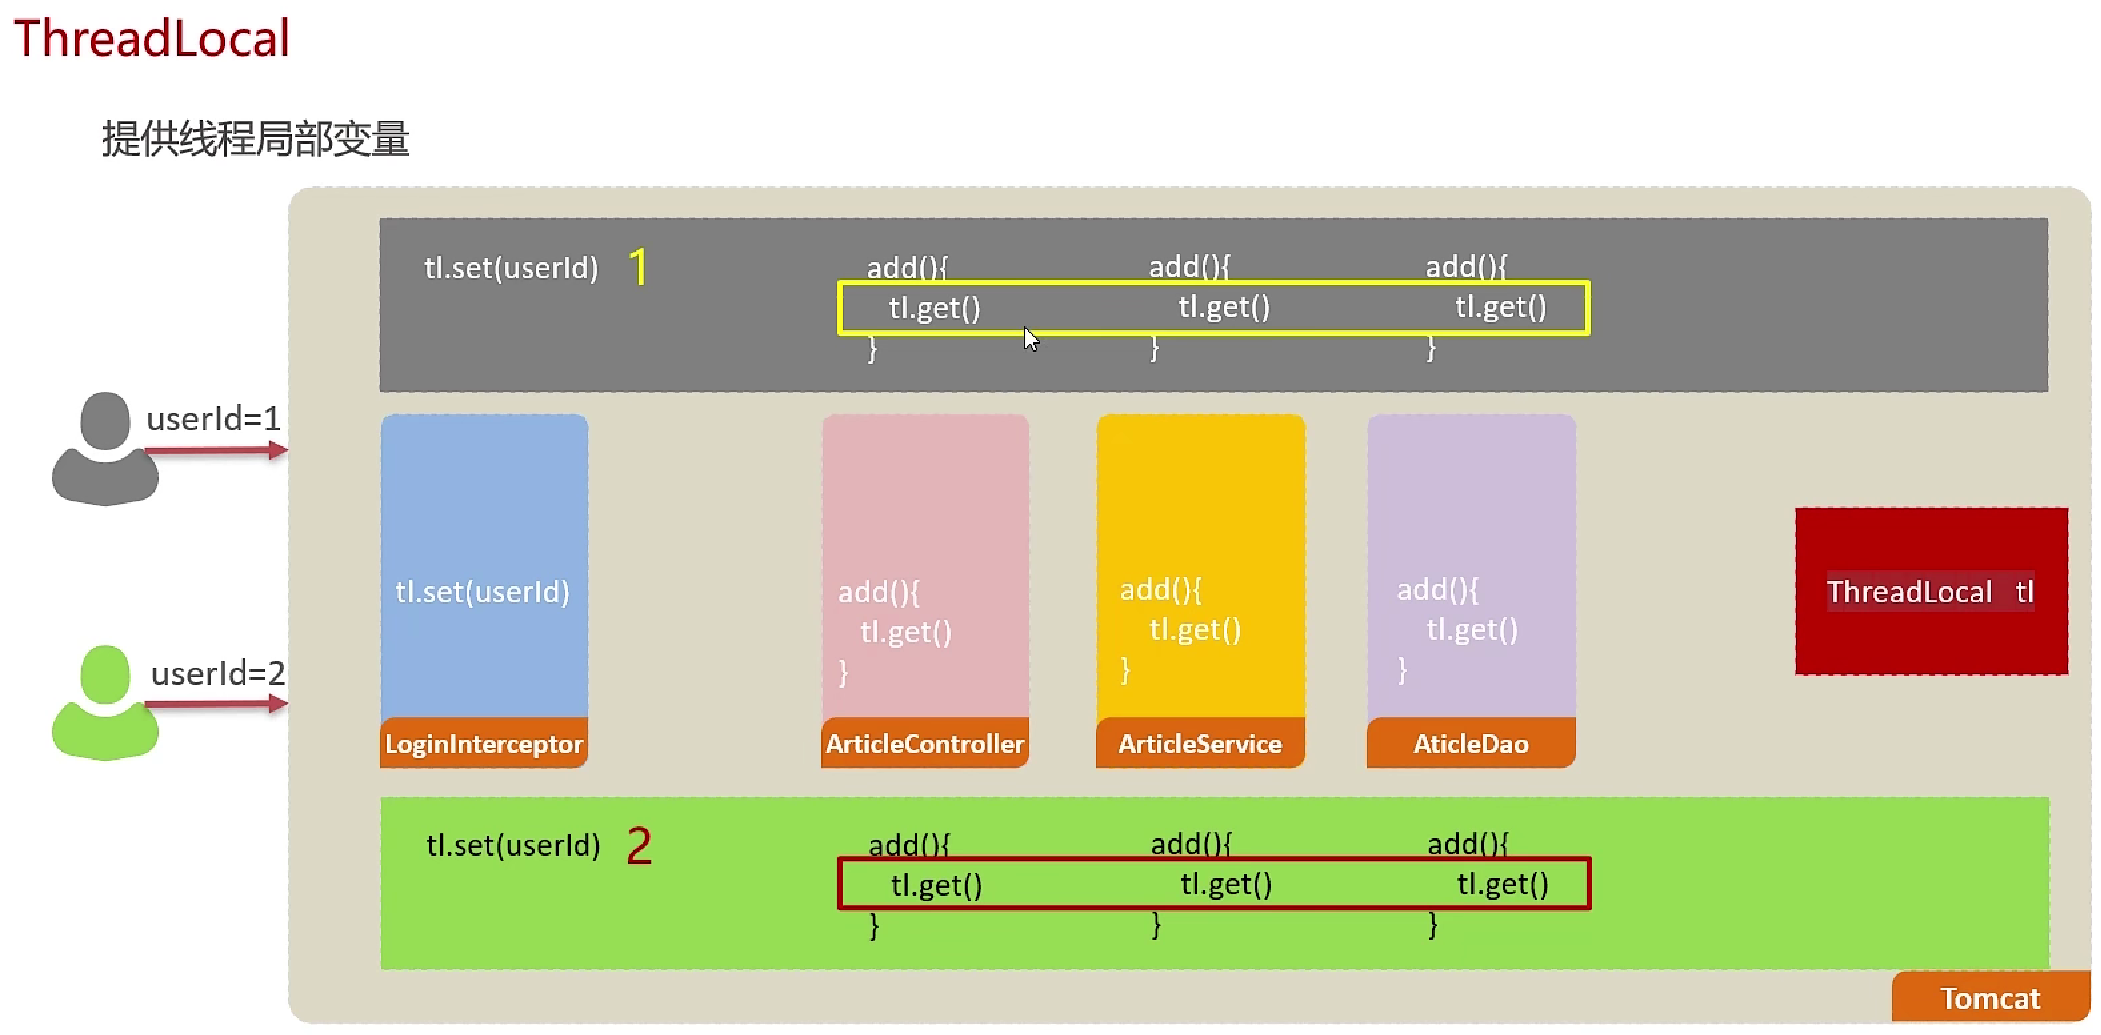 ThreadLocal
提供线程局部变量
tl.set(userId) 1
add(){
tl.get()
}
add(){
tl.get()
}
add(){
tl.get()
}
userId=1
userId=2
tl.set(userId)
LoginInterceptor
add(){
tl.get()
}
ArticleController
add(){
tl.get()
}
ArticleService
add(){
tl.get()
}
AticleDao
ThreadLocal tl
tl.set(userId) 2
add(){
tl.get()
}
add(){
tl.get()
}
add(){
tl.get()
}
Tomcat